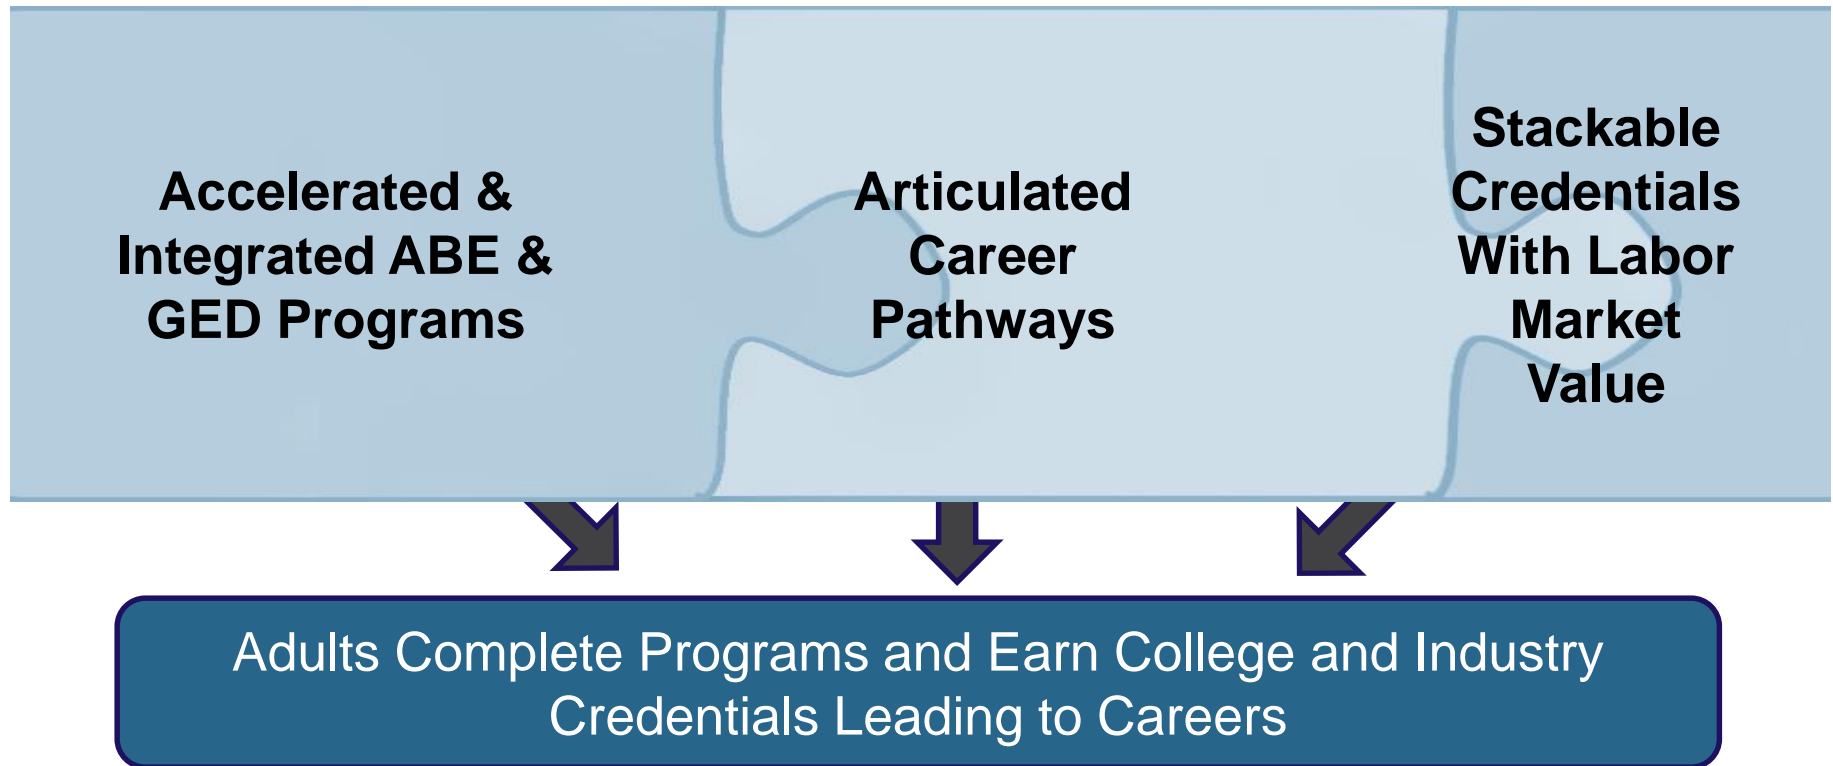 Accelerated &
Integrated ABE &
GED Programs
Articulated
Career
Pathways
Stackable
Credentials
With Labor
Market
Value
Adults Complete Programs and Earn College and Industry
Credentials Leading to Careers